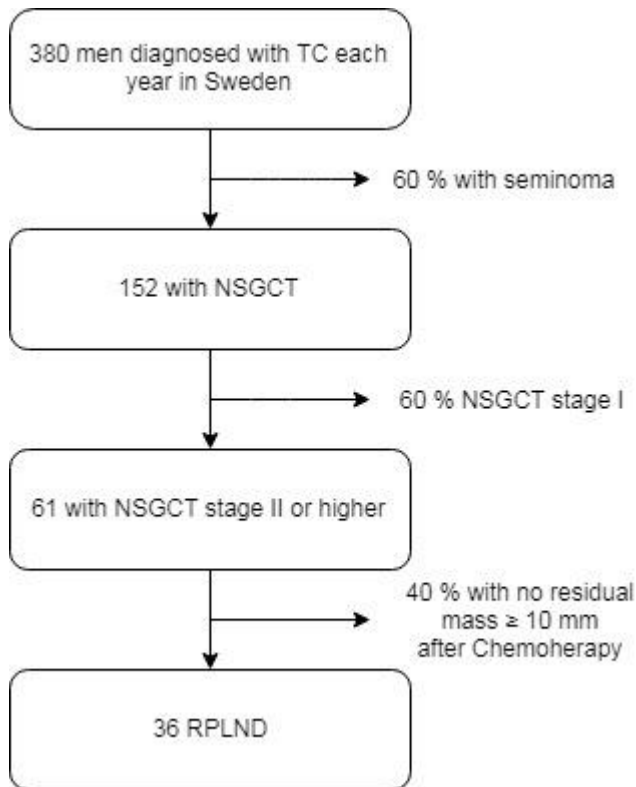 380 men diagnosed with TC each
year in Sweden
60 % with seminoma
152 with NSGCT
60 % NSGCT stage I
61 with NSGCT stage II or higher
40 % with no residual
mass ≥ 10 mm
after Chemoherapy
36 RPLND